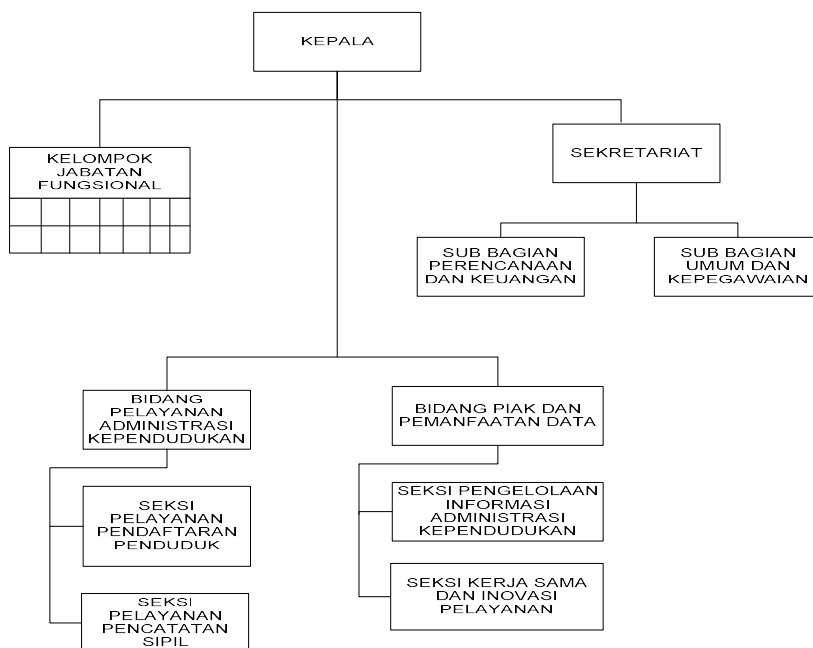 KEPALA
KELOMPOK
JABATAN
FUNGSIONAL
SEKRETARIAT
SUB BAGIAN
PERENCANAAN
DAN KEUANGAN
SUB BAGIAN
UMUM DAN
KEPEGAWAIAN
BIDANG
PELAYANAN
ADMINISTRASI
KEPENDUDUKAN
BIDANG PIAK DAN
PEMANFAATAN DATA
SEKSI
PELAYANAN
PENDAFTARAN
PENDUDUK
SEKSI
PELAYANAN
PENCATATAN
SIPIL
SEKSI PENGELOLAAN
INFORMASI
ADMINISTRASI
KEPENDUDUKAN
SEKSI KERJA SAMA
DAN INOVASI
PELAYANAN